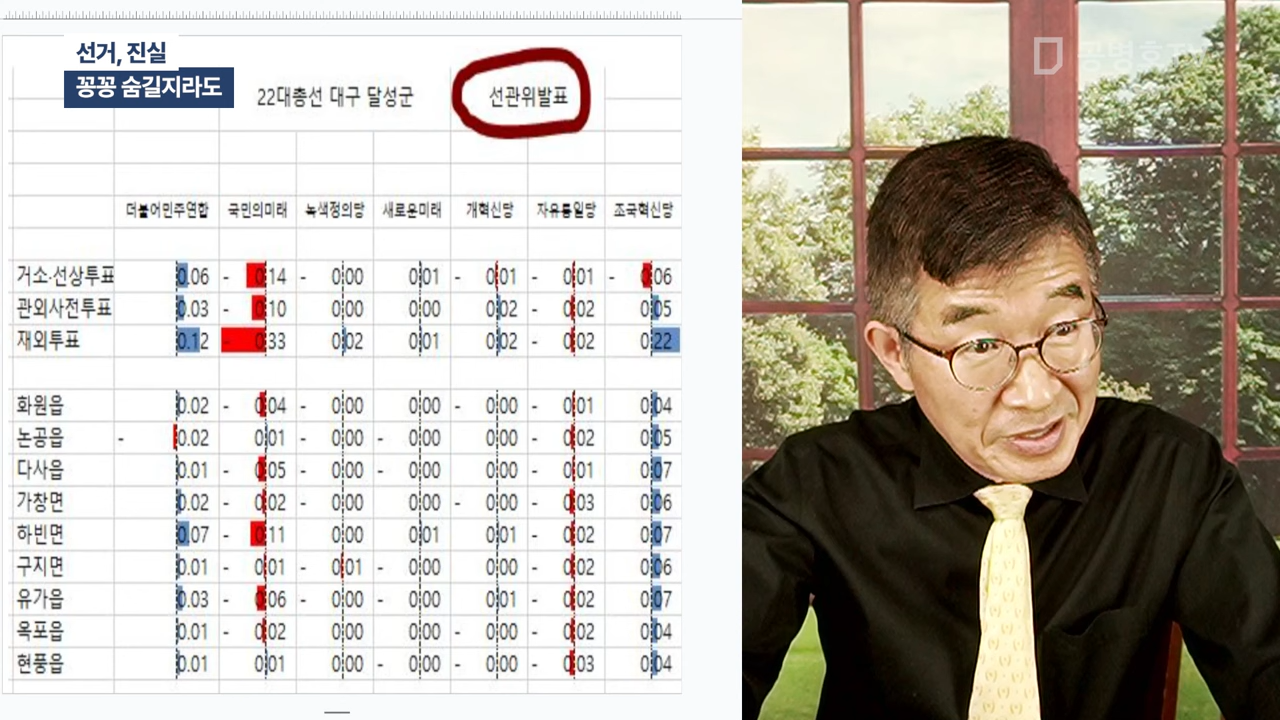 선거, 진실
꽁꽁 숨길지라도
22대총선 대구 달성군 선관위발표
더불어민주연합 국민의미래 녹색정의당 새로운미래 개혁신당 자유통일당 조국혁신당
거소·선상투표 0.06 - 0.14 - 0.00 0.01 - 0.01 - 0.01 - 0.06
관외사전투표 0.03 - 0.10 0.00 0.00 0.02 - 0.02 0.05
재외투표 0.12 - 0.33 0.02 0.01 0.02 - 0.02 0.22
화원읍 0.02 - 0.04 - 0.00 0.00 - 0.00 - 0.01 0.04
논공읍 - 0.02 0.01 - 0.00 - 0.00 0.00 - 0.02 0.05
다사읍 0.01 - 0.05 - 0.00 - 0.00 0.00 - 0.01 0.07
가창면 0.02 - 0.02 - 0.00 0.00 - 0.00 - 0.03 0.06
하빈면 0.07 - 0.11 0.00 0.01 0.01 - 0.02 0.07
구지면 0.01 - 0.01 - 0.01 0.00 0.00 - 0.02 0.06
유가읍 0.03 - 0.06 - 0.00 0.00 0.01 - 0.02 0.07
옥포읍 0.01 - 0.02 0.00 0.00 - 0.00 - 0.02 0.04
현풍읍 0.01 0.01 0.00 - 0.00 - 0.00 - 0.03 0.04